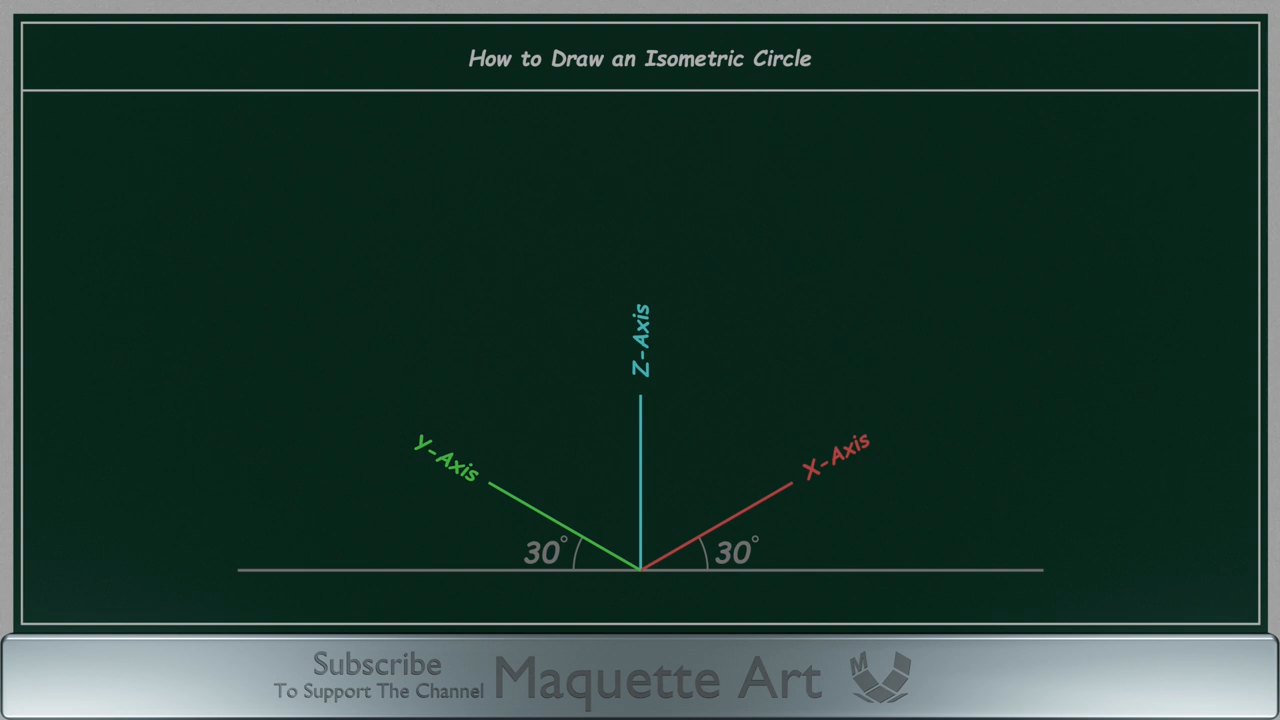 How to Draw an Isometric Circle
Z-Axis
Y-Axis
X-Axis
30°
30°
Subscribe
To Support The Channel
Maquette Art
M